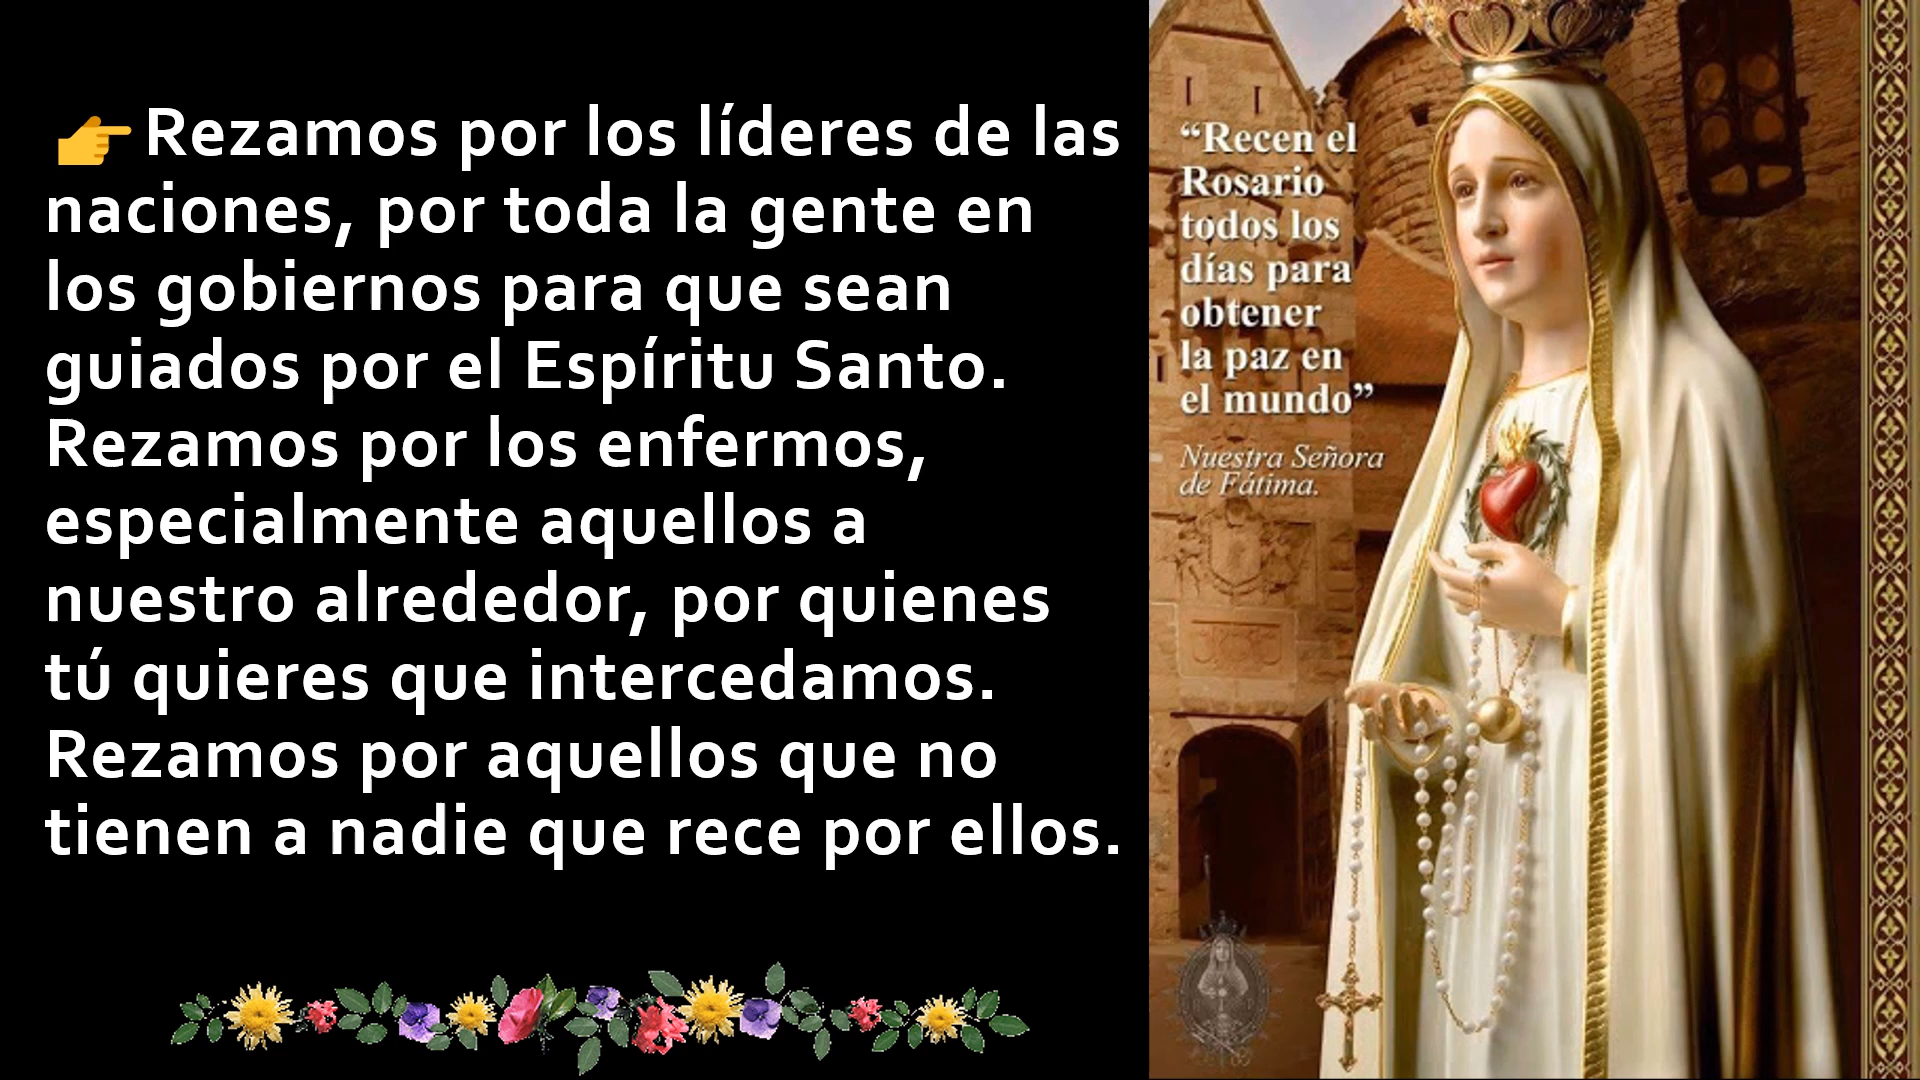 👉Rezamos por los líderes de las
naciones, por toda la gente en
los gobiernos para que sean
guiados por el Espíritu Santo.
Rezamos por los enfermos,
especialmente aquellos a
nuestro alrededor, por quienes
tú quieres que intercedamos.
Rezamos por aquellos que no
tienen a nadie que rece por ellos.
“Recen el
Rosario
todos los
días para
obtener
la paz en
el mundo”
Nuestra Señora
de Fátima.